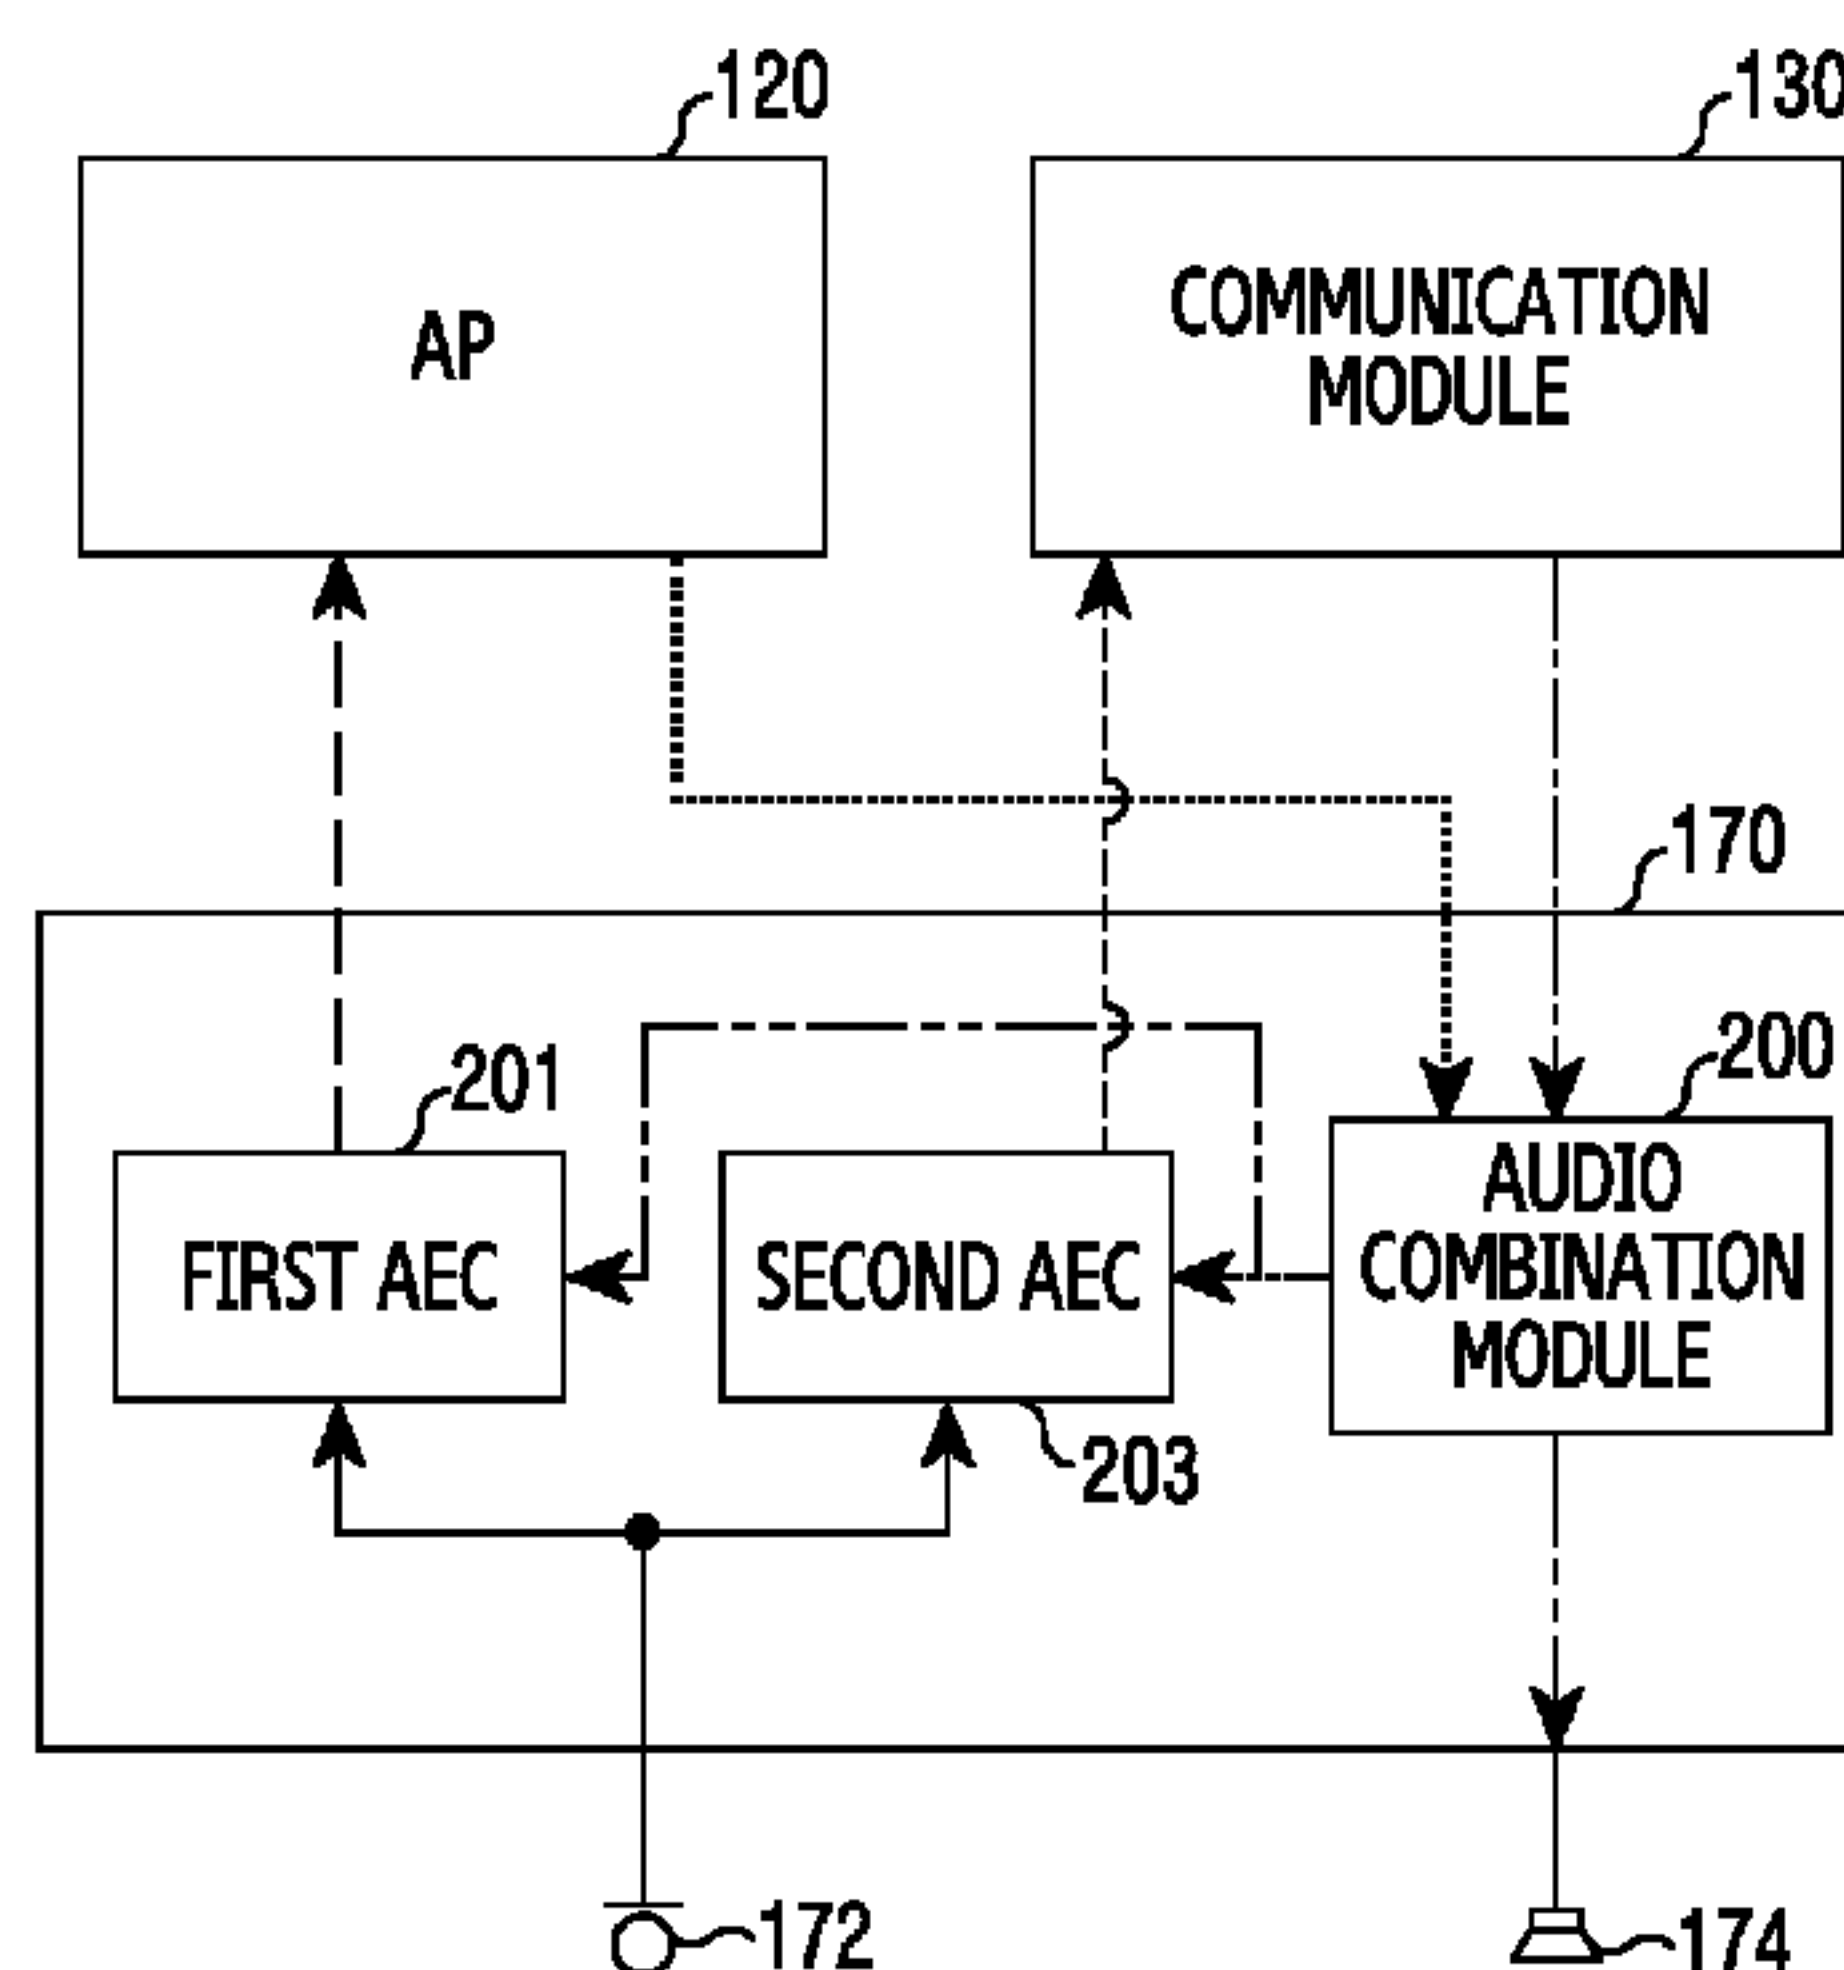 120
130
AP
COMMUNICATION
MODULE
170
200
201
AUDIO
COMBINATION
MODULE
FIRST AEC
SECOND AEC
203
172
174